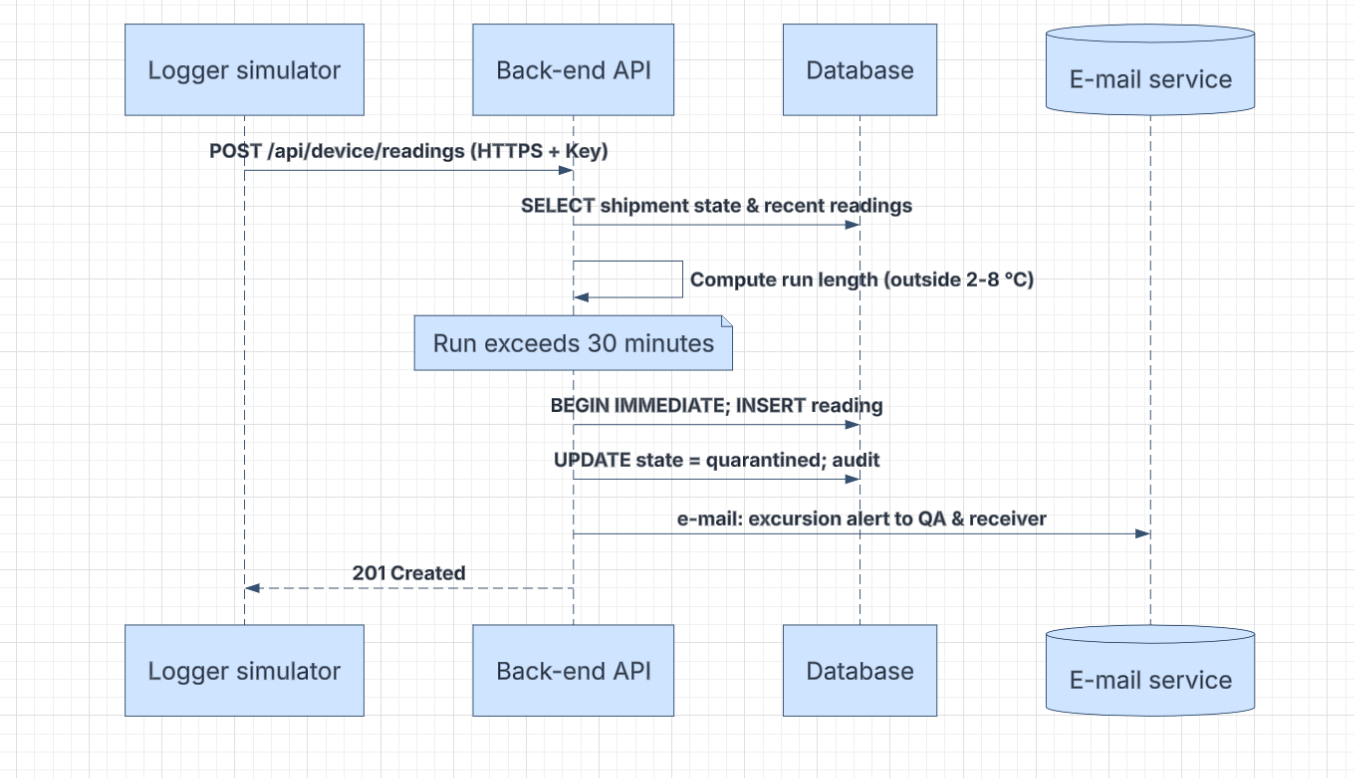 Logger simulator
Back-end API
Database
E-mail service
POST /api/device/readings (HTTPS + Key)
SELECT shipment state & recent readings
Compute run length (outside 2-8 °C)
Run exceeds 30 minutes
BEGIN IMMEDIATE; INSERT reading
UPDATE state = quarantined; audit
e-mail: excursion alert to QA & receiver
201 Created
Logger simulator
Back-end API
Database
E-mail service